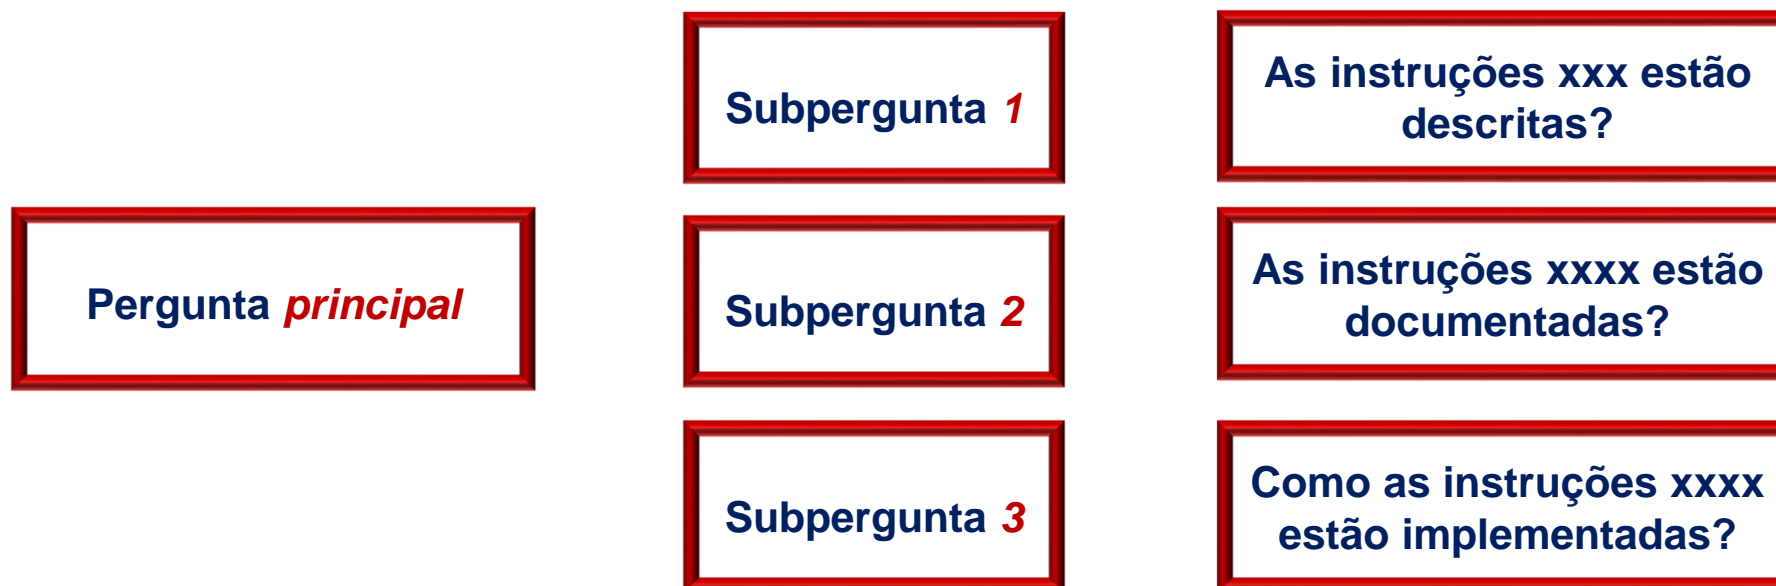 Pergunta principal
Subpergunta 1
As instruções xxx estão
descritas?
Subpergunta 2
As instruções xxxx estão
documentadas?
Subpergunta 3
Como as instruções xxxx
estão implementadas?